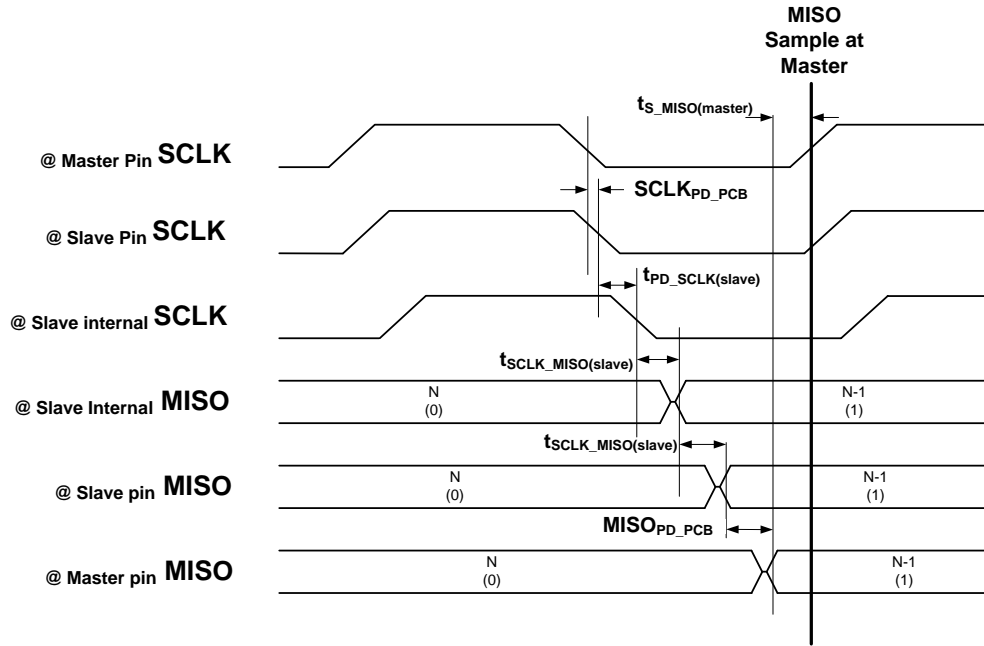 MISO
Sample at
Master
tS_MISO(master)
@ Master Pin SCLK
SCLKPD_PCB
@ Slave Pin SCLK
tPD_SCLK(slave)
@ Slave internal SCLK
tSCLK_MISO(slave)
@ Slave Internal MISO
N
(0)
N-1
(1)
tSCLK_MISO(slave)
@ Slave pin MISO
N
(0)
N-1
(1)
MISOPD_PCB
@ Master pin MISO
N
(0)
N-1
(1)